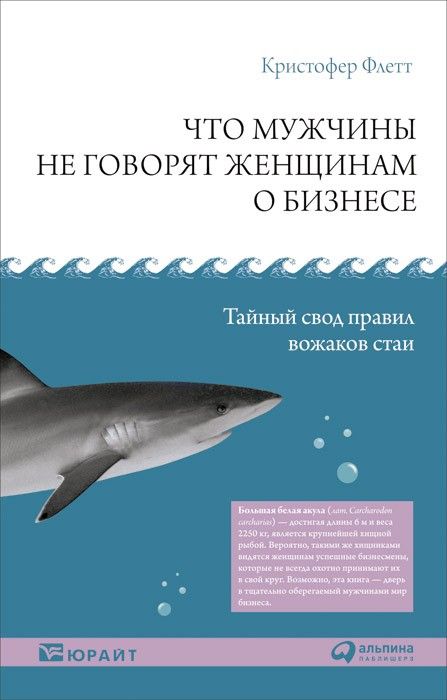 Кристофер Флетт
ЧТО МУЖЧИНЫ
НЕ ГОВОРЯТ ЖЕНЩИНАМ
О БИЗНЕСЕ
Тайный свод правил
вожаков стаи
Большая белая акула (лат. Carcharodon
carcharias) — достигая длины 6 м и веса
2250 кг, является крупнейшей хищной
рыбой. Вероятно, такими же хищниками
видятся женщинам успешные бизнесмены,
которые не всегда охотно принимают их
в свой круг. Возможно, эта книга — дверь
в тщательно оберегаемый мужчинами мир
бизнеса.
ЮРАЙТ
альпина
ПАБЛИШЕРЗ